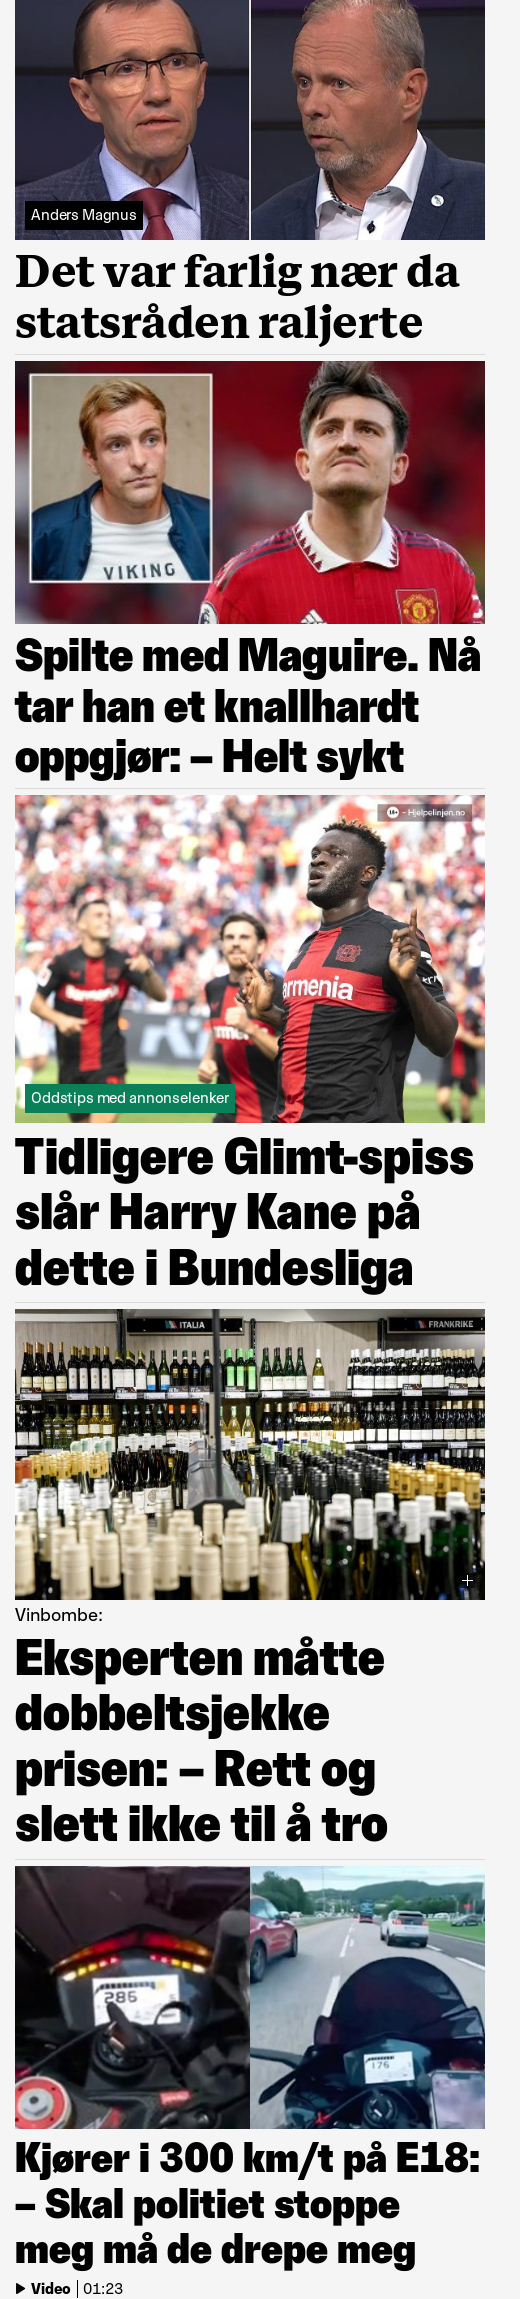 Anders Magnus
Det var farlig nær da
statsråden raljerte
VIKING
Spilte med Maguire. Nå
tar han et knallhardt
oppgjør: – Helt sykt
18+ - Hjelpelinjen.no
Barmenia
armenia
Oddstips med annonselenker
Tidligere Glimt-spiss
slår Harry Kane på
dette i Bundesliga
ITALIA
FRANKRIKE
Vinbombe:
Eksperten måtte
dobbeltsjekke
prisen: – Rett og
slett ikke til å tro
286
176
Kjører i 300 km/t på E18:
– Skal politiet stoppe
meg må de drepe meg
Video | 01:23